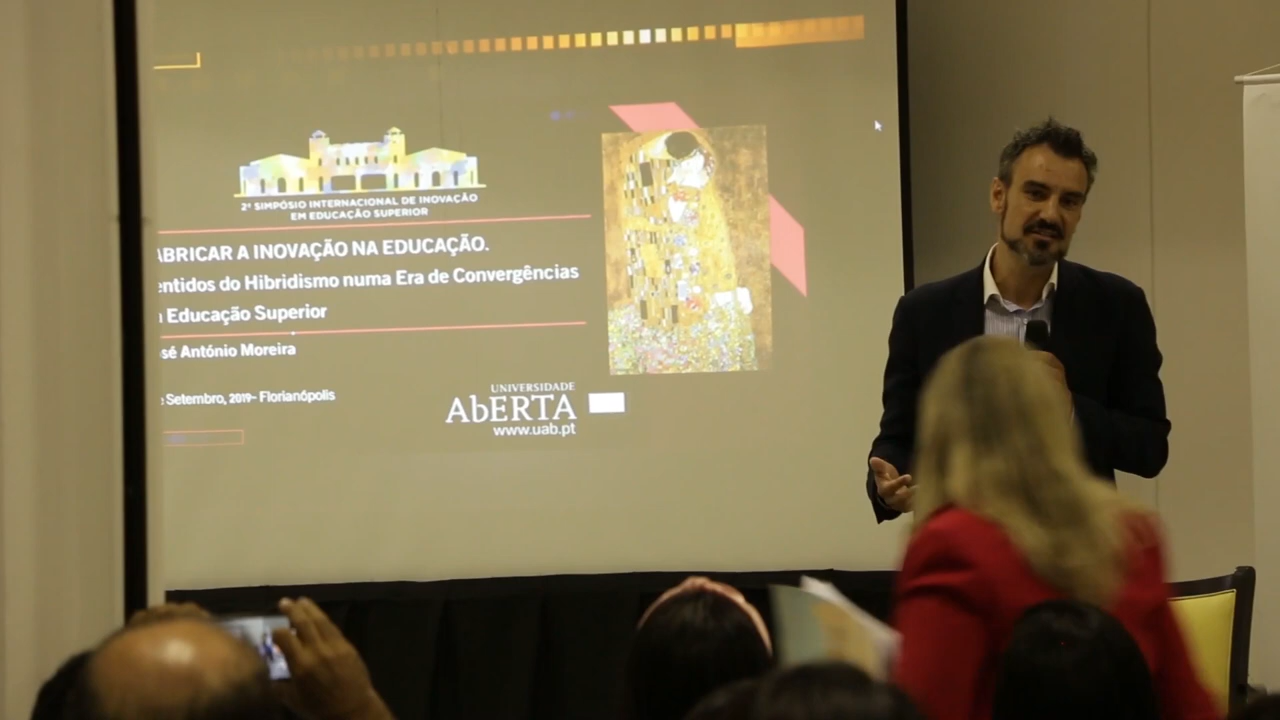 2º SIMPÓSIO INTERNACIONAL DE INOVAÇÃO
EM EDUCAÇÃO SUPERIOR
ABRICAR A INOVAÇÃO NA EDUCAÇÃO.
entidos do Hibridismo numa Era de Convergências
Educação Superior
sé António Moreira
Setembro, 2019- Florianópolis
UNIVERSIDADE
AbERTA
www.uab.pt